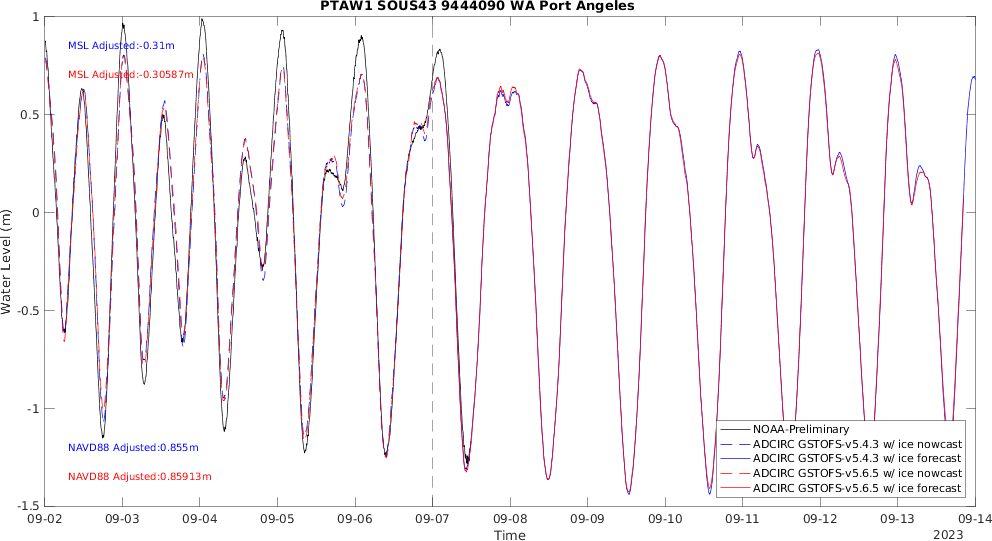 PTAW1 SOUS43 9444090 WA Port Angeles
1
MSL Adjusted:-0.31m
MSL Adjusted:-0.30587m
0.5
0
Water Level (m)
-0.5
-1
NAVD88 Adjusted:0.855m
NAVD88 Adjusted:0.85913m
-1.5
NOAA-Preliminary
ADCIRC GSTOFS-v5.4.3 w/ ice nowcast
ADCIRC GSTOFS-v5.4.3 w/ ice forecast
ADCIRC GSTOFS-v5.6.5 w/ ice nowcast
ADCIRC GSTOFS-v5.6.5 w/ ice forecast
09-02 09-03 09-04 09-05 09-06 09-07 09-08 09-09 09-10 09-11 09-12 09-13 09-14
Time
2023